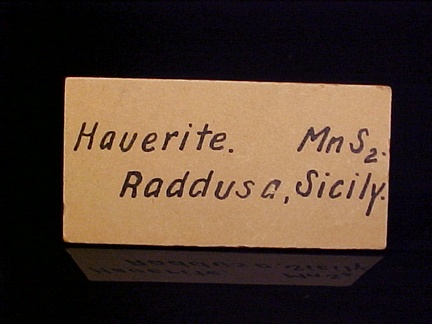 Hauerite. MnS₂.
Raddusa, Sicily.